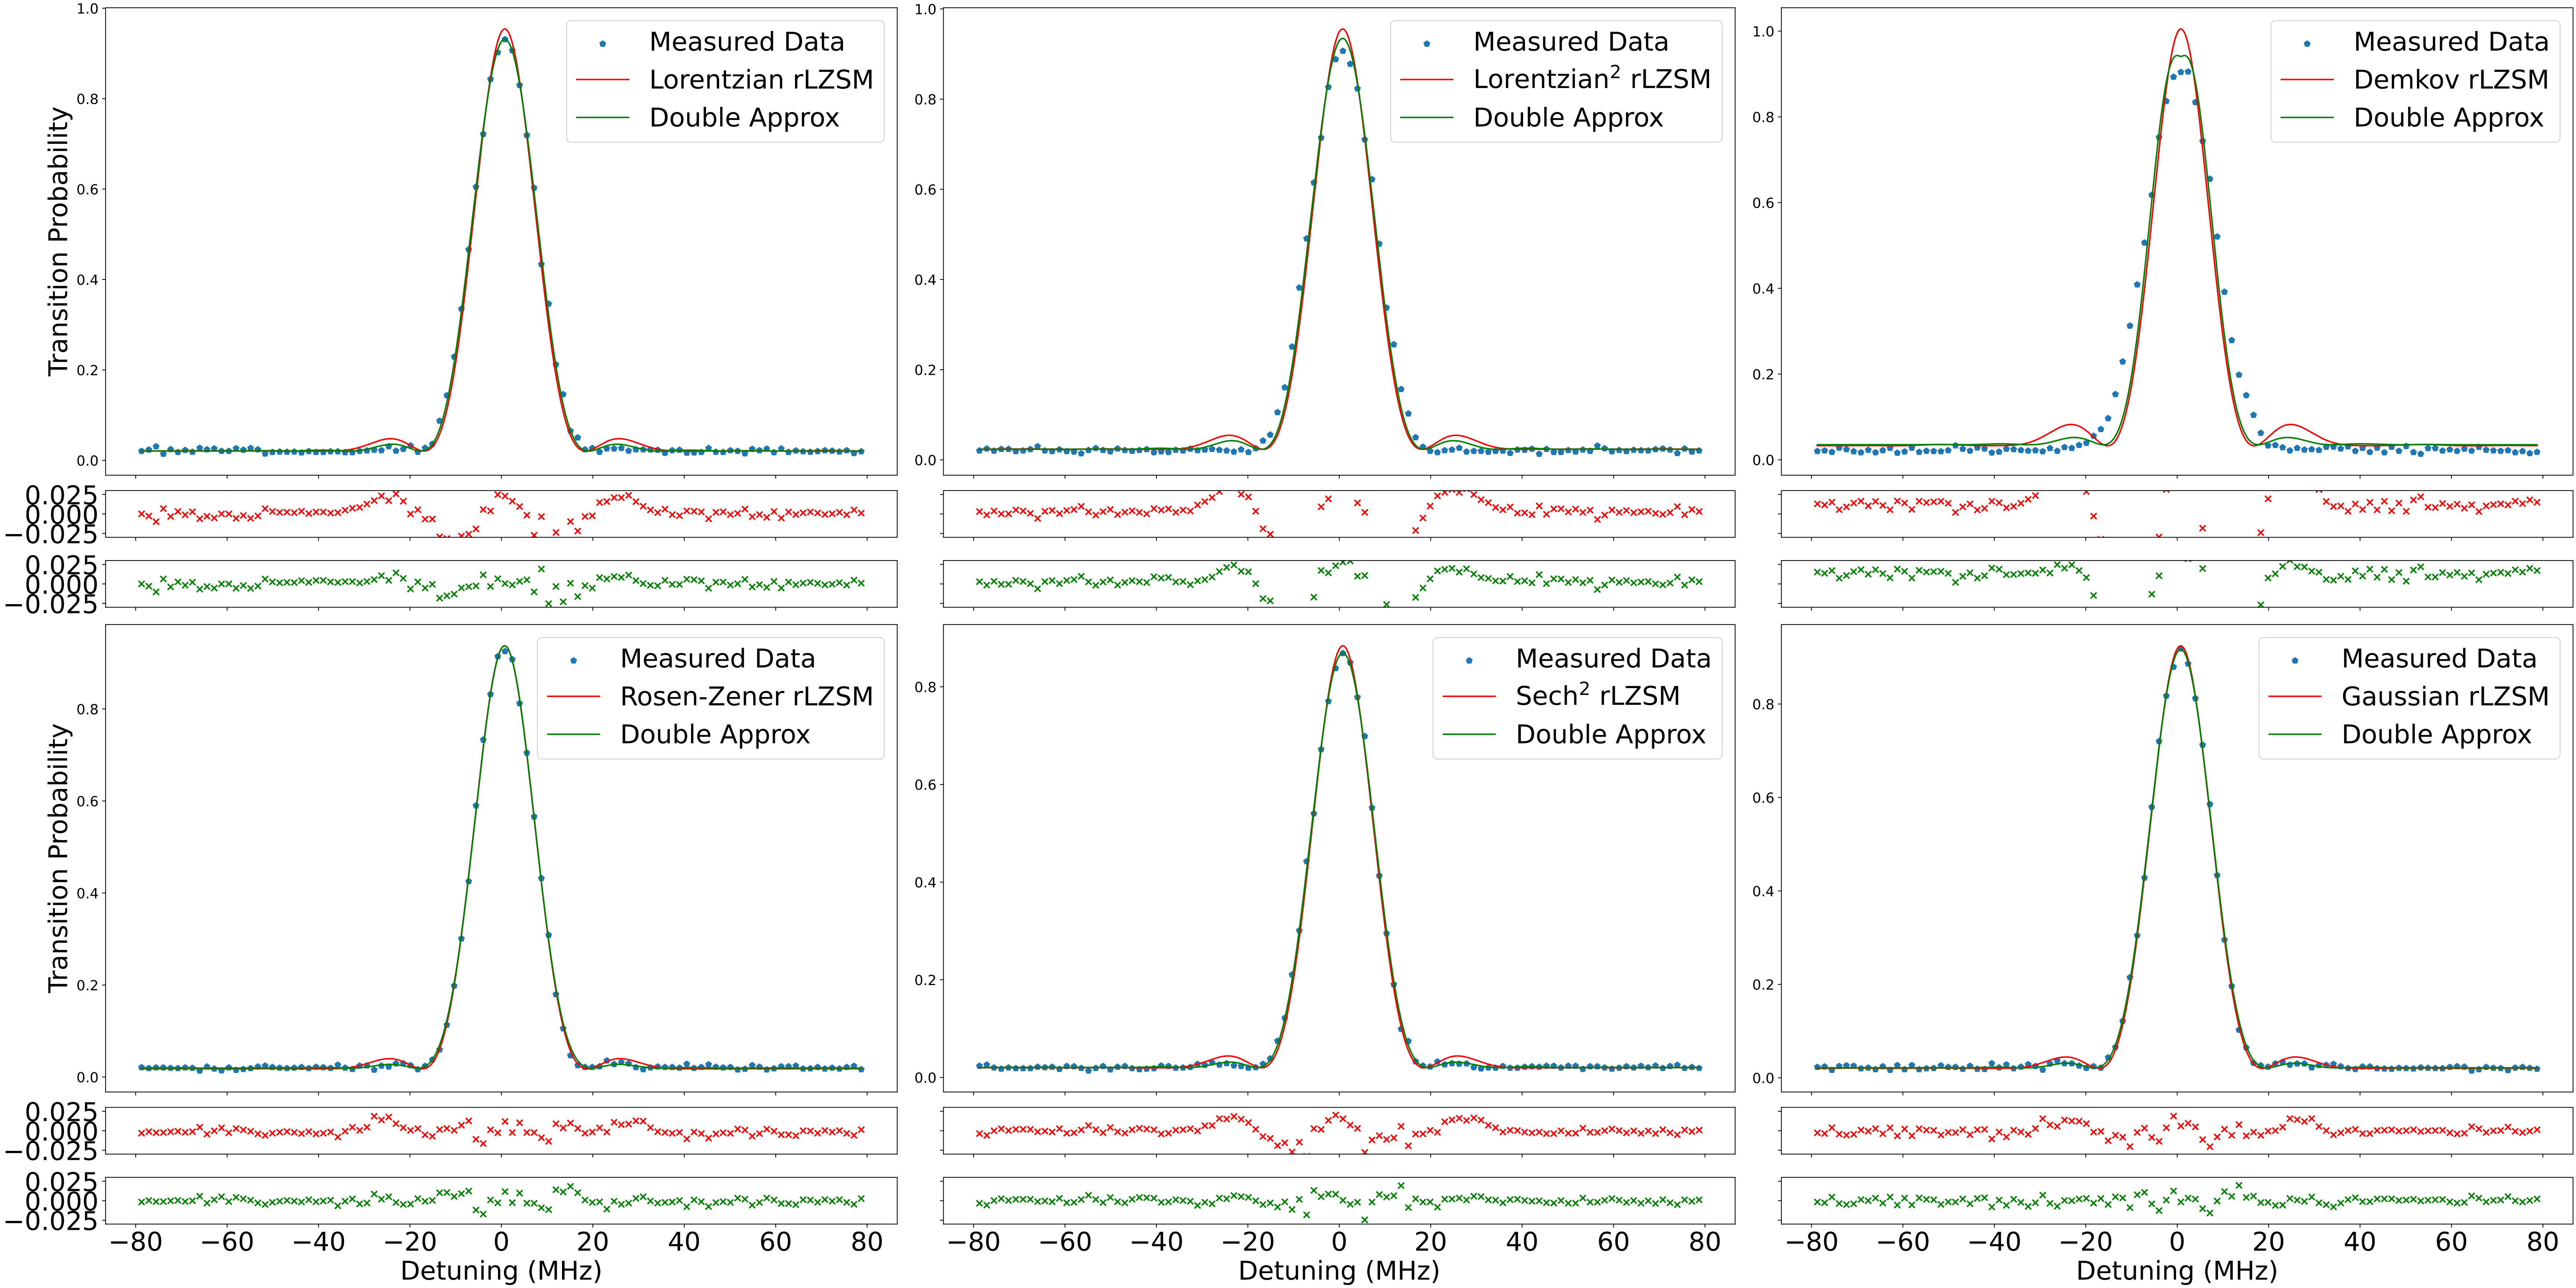 Transition Probability
1.0
0.8
0.6
0.4
0.2
0.0
Measured Data
Lorentzian rLZSM
Double Approx
0.025
0.000
−0.025
0.025
0.000
−0.025
1.0
0.8
0.6
0.4
0.2
0.0
Measured Data
Lorentzian² rLZSM
Double Approx
1.0
0.8
0.6
0.4
0.2
0.0
Measured Data
Demkov rLZSM
Double Approx
Transition Probability
0.8
0.6
0.4
0.2
0.0
Measured Data
Rosen-Zener rLZSM
Double Approx
0.025
0.000
−0.025
0.025
0.000
−0.025
−80 −60 −40 −20 0 20 40 60 80
Detuning (MHz)
0.8
0.6
0.4
0.2
0.0
Measured Data
Sech² rLZSM
Double Approx
−80 −60 −40 −20 0 20 40 60 80
Detuning (MHz)
0.8
0.6
0.4
0.2
0.0
Measured Data
Gaussian rLZSM
Double Approx
−80 −60 −40 −20 0 20 40 60 80
Detuning (MHz)